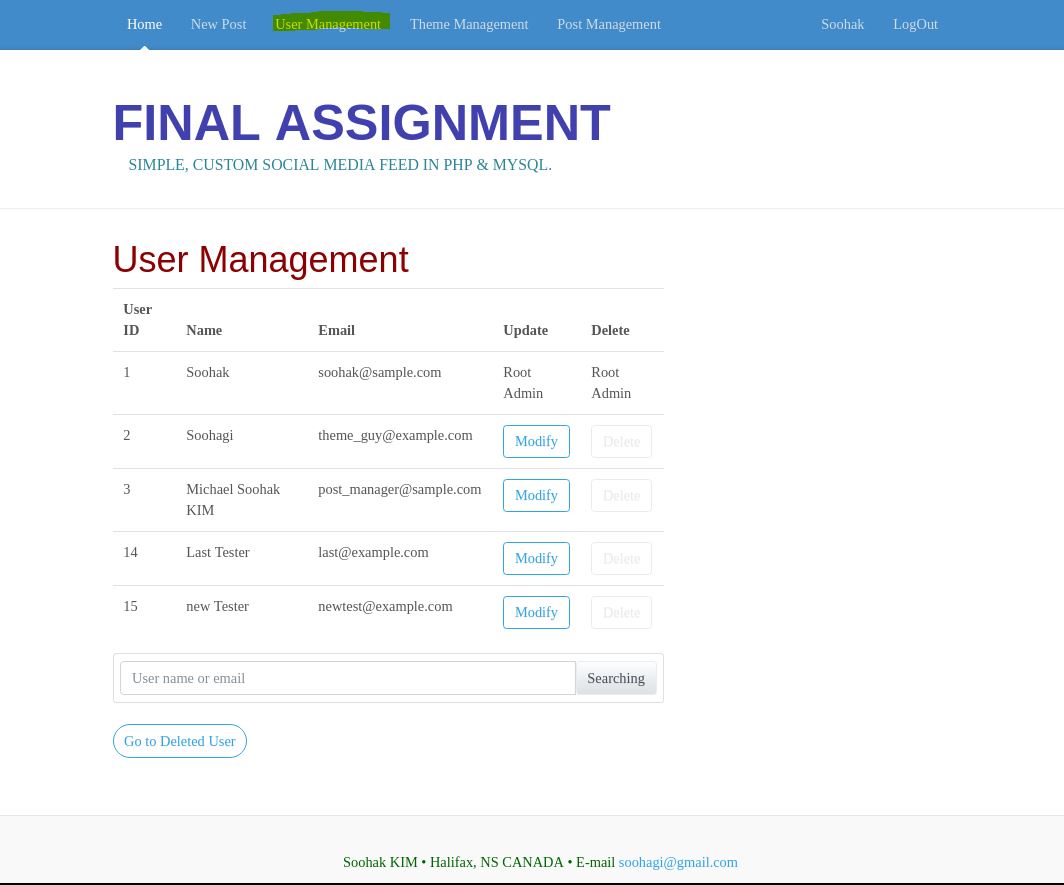 Home New Post User Management Theme Management Post Management Soohak LogOut
FINAL ASSIGNMENT
SIMPLE, CUSTOM SOCIAL MEDIA FEED IN PHP & MYSQL.
User Management
User
ID Name Email Update Delete
1 Soohak soohak@sample.com Root Root
Admin Admin
2 Soohagi theme_guy@example.com Modify Delete
3 Michael Soohak post_manager@sample.com Modify Delete
KIM
14 Last Tester last@example.com Modify Delete
15 new Tester newtest@example.com Modify Delete
User name or email Searching
Go to Deleted User
Soohak KIM • Halifax, NS CANADA • E-mail soohagi@gmail.com